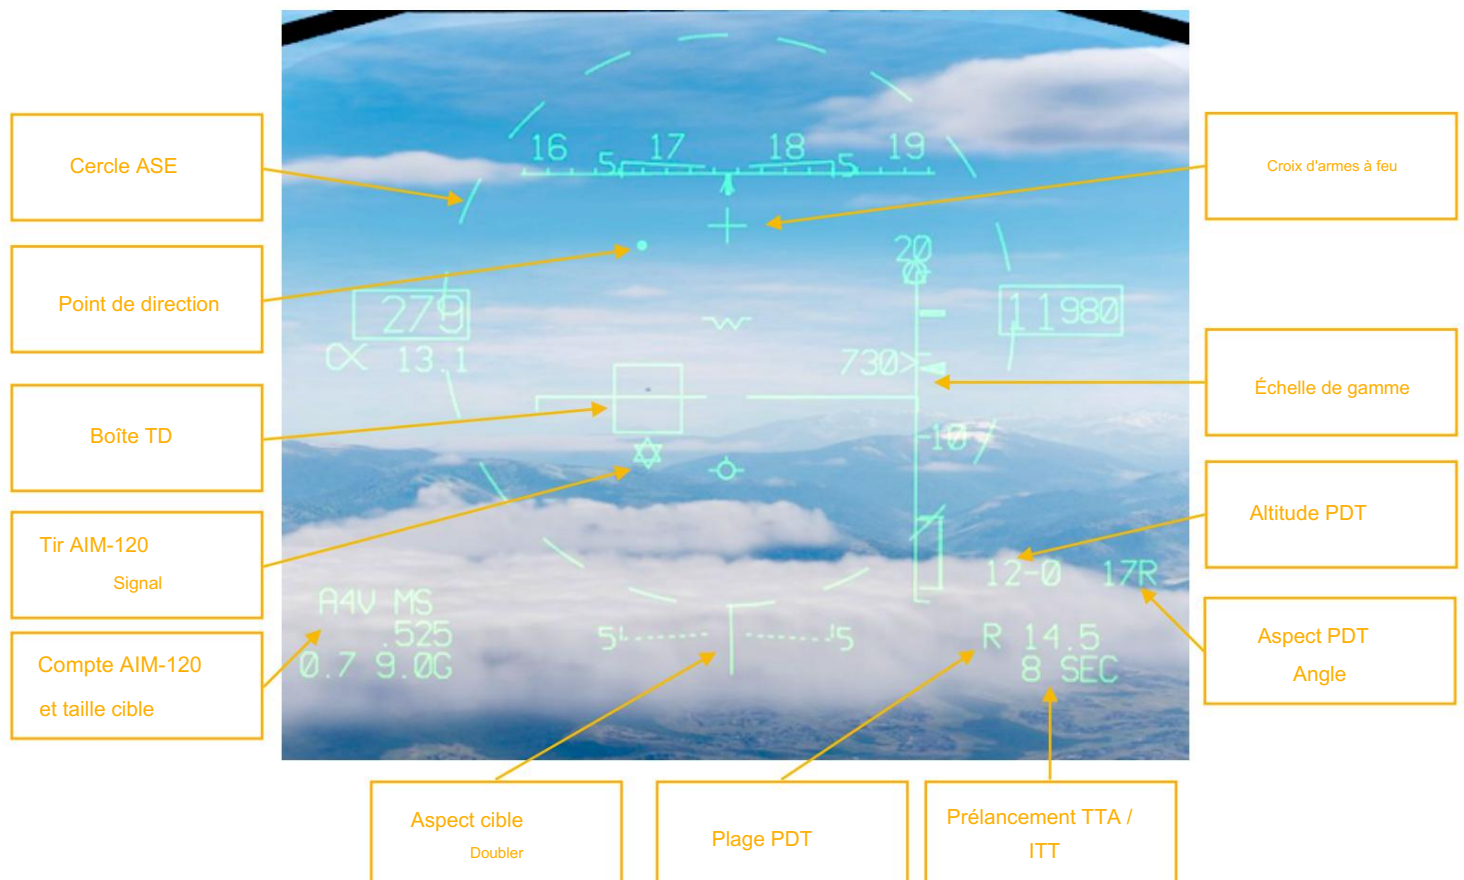 Cercle ASE
Point de direction
Boîte TD
Tir AIM-120
Signal
Compte AIM-120
et taille cible
16 17 18 19
5 5
20
0
279
α 13.1
11980
730>
10
12-0 17R
A4V MS
.525
0.7 9.0G
5 5
R 14.5
8 SEC
Croix d'armes à feu
Échelle de gamme
Altitude PDT
Aspect PDT
Angle
Aspect cible
Doubler
Plage PDT
Prélancement TTA /
ITT